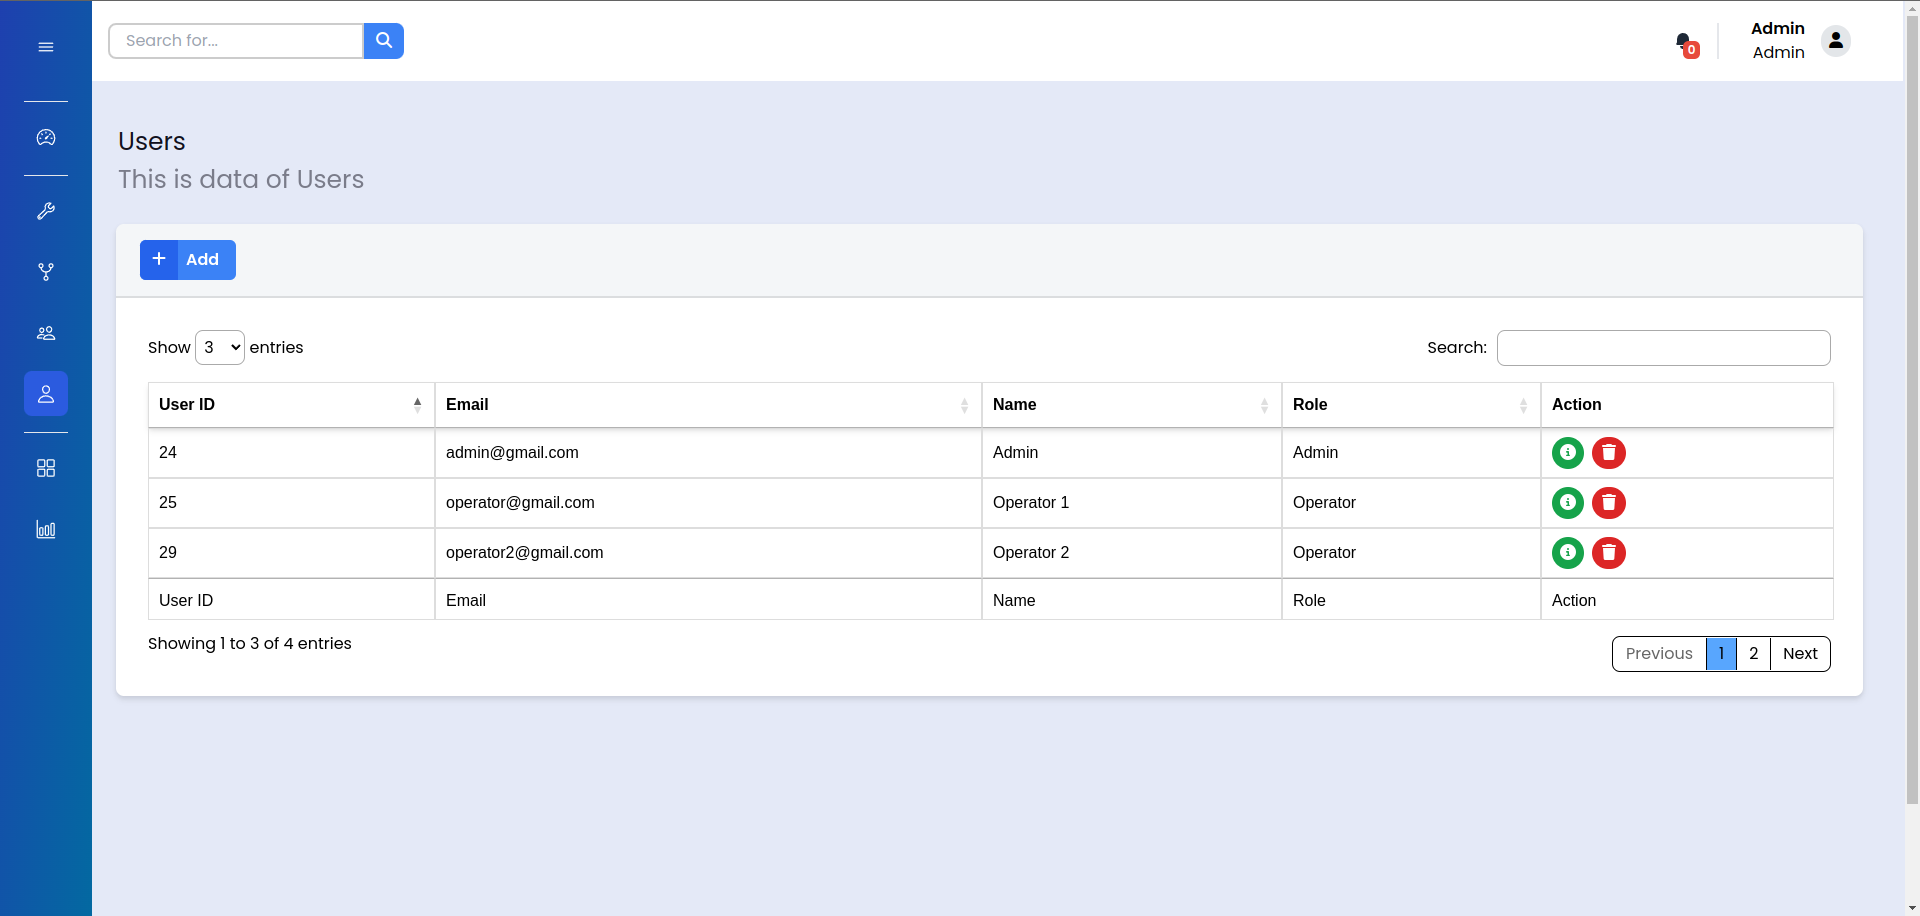 Search for...
0
Admin
Admin
Users
This is data of Users
+ Add
Show 3 entries
Search:
User ID Email Name Role Action
24 admin@gmail.com Admin Admin
25 operator@gmail.com Operator 1 Operator
29 operator2@gmail.com Operator 2 Operator
User ID Email Name Role Action
Showing 1 to 3 of 4 entries
Previous 1 2 Next